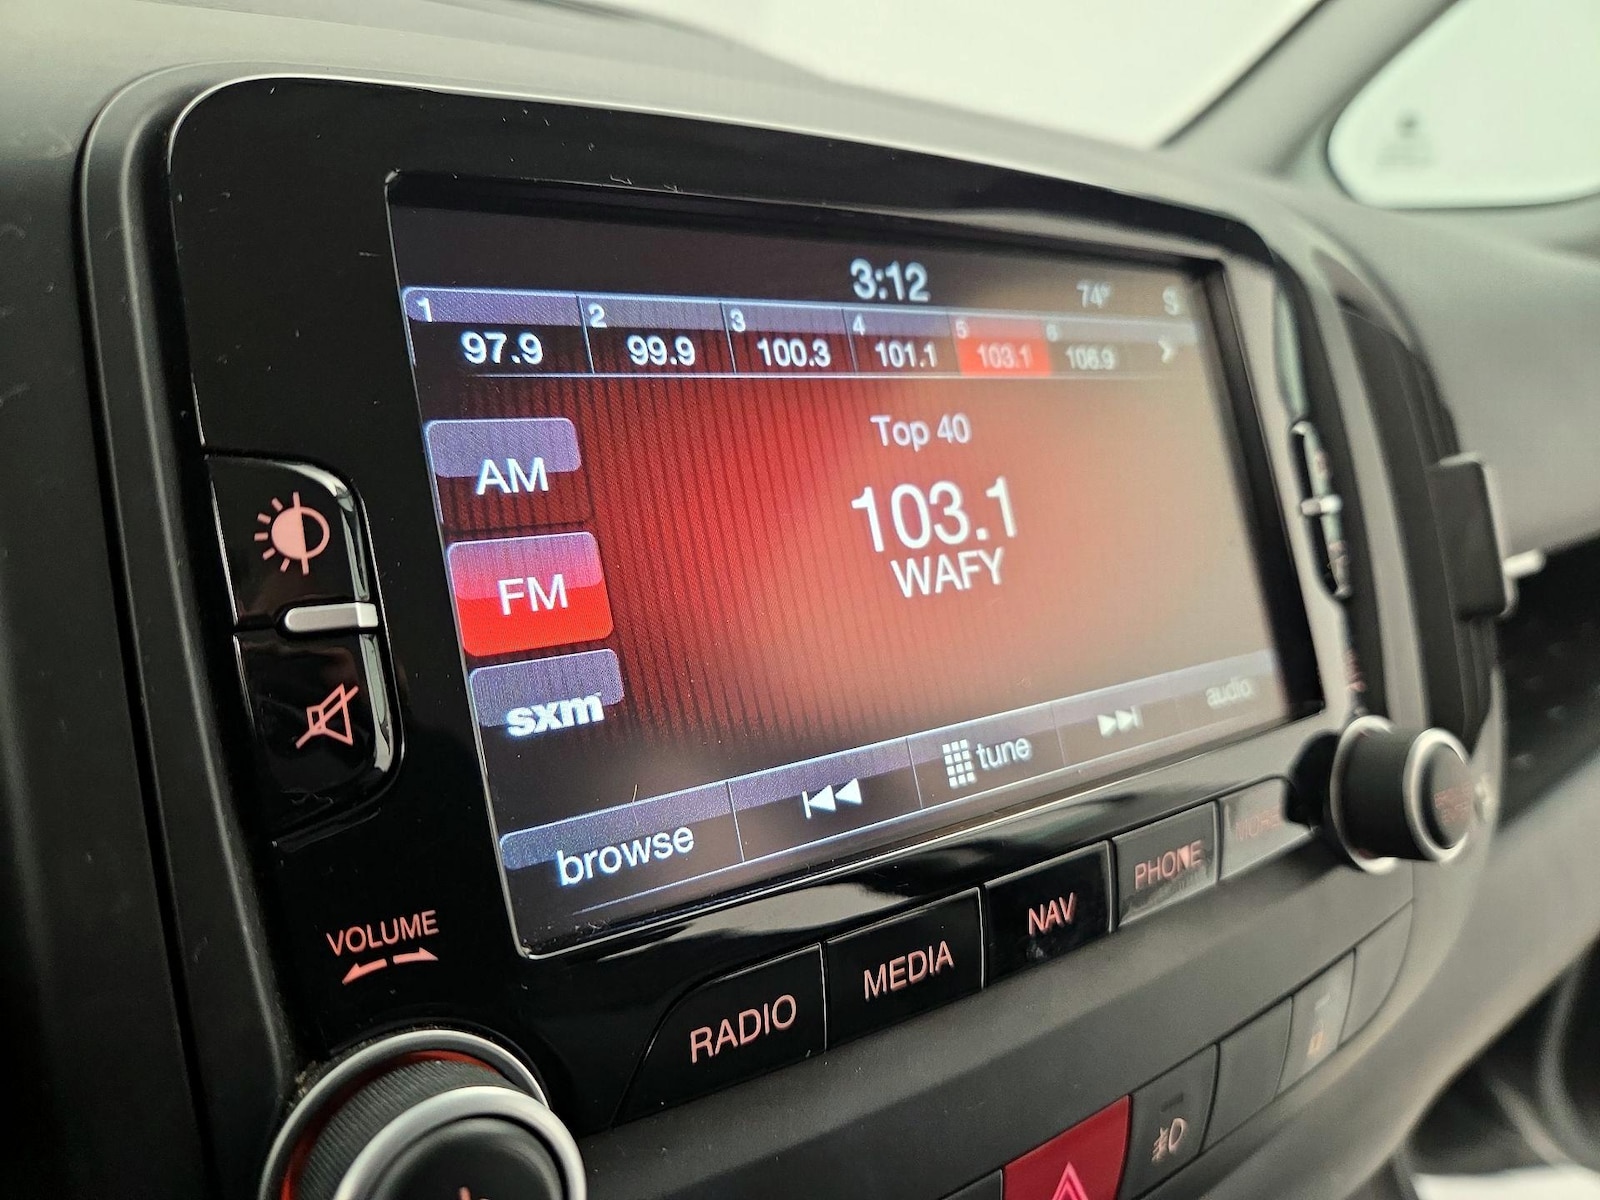 3:12
74°F
1 2 3 4 5 6
97.9 99.9 100.3 101.1 103.1 106.9
Top 40
AM
103.1
FM
WAFY
sxm
browse
tune
audio
VOLUME
RADIO
MEDIA
NAV
PHONE
MORE